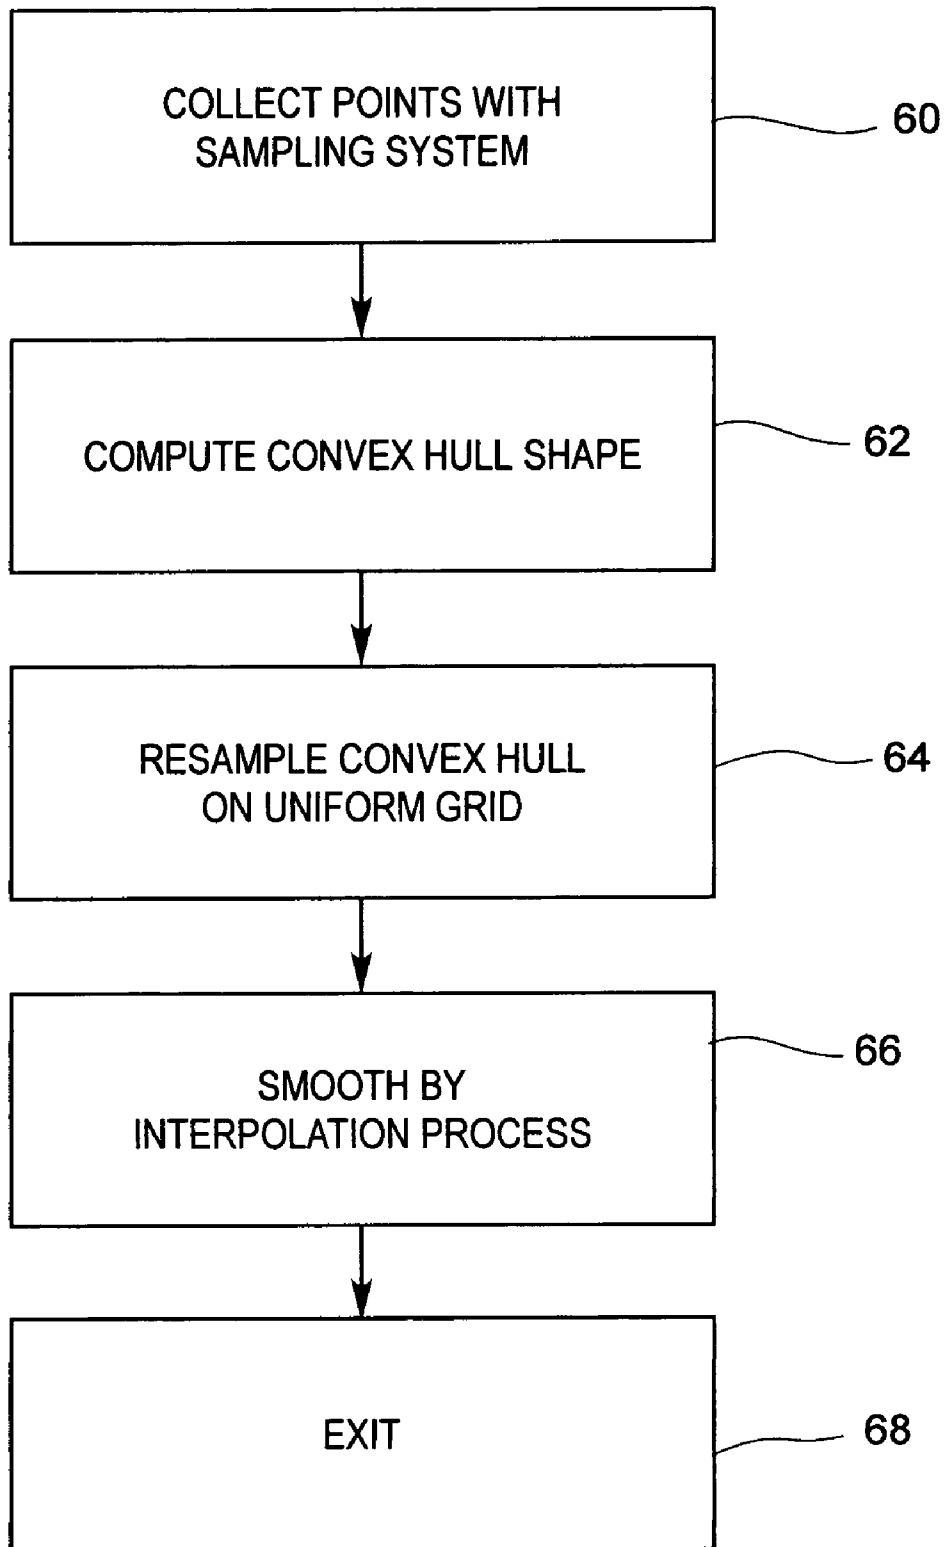 COLLECT POINTS WITH
SAMPLING SYSTEM
60
COMPUTE CONVEX HULL SHAPE
62
RESAMPLE CONVEX HULL
ON UNIFORM GRID
64
SMOOTH BY
INTERPOLATION PROCESS
66
EXIT
68